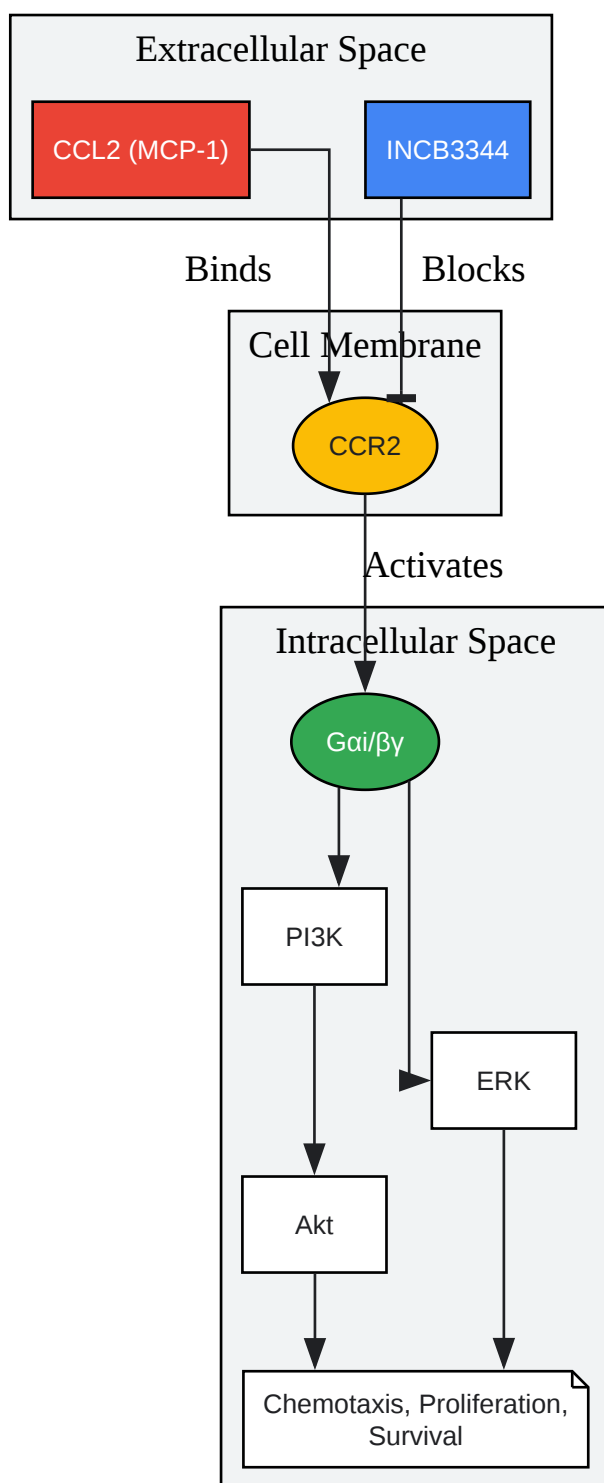 Extracellular Space
CCL2 (MCP-1)
INCB3344
Binds
Blocks
Cell Membrane
CCR2
Activates
Intracellular Space
Gαi/βγ
PI3K
ERK
Akt
Chemotaxis, Proliferation,
Survival